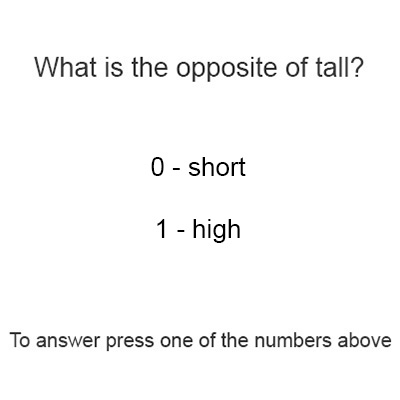 What is the opposite of tall?
0 - short
1 - high
To answer press one of the numbers above